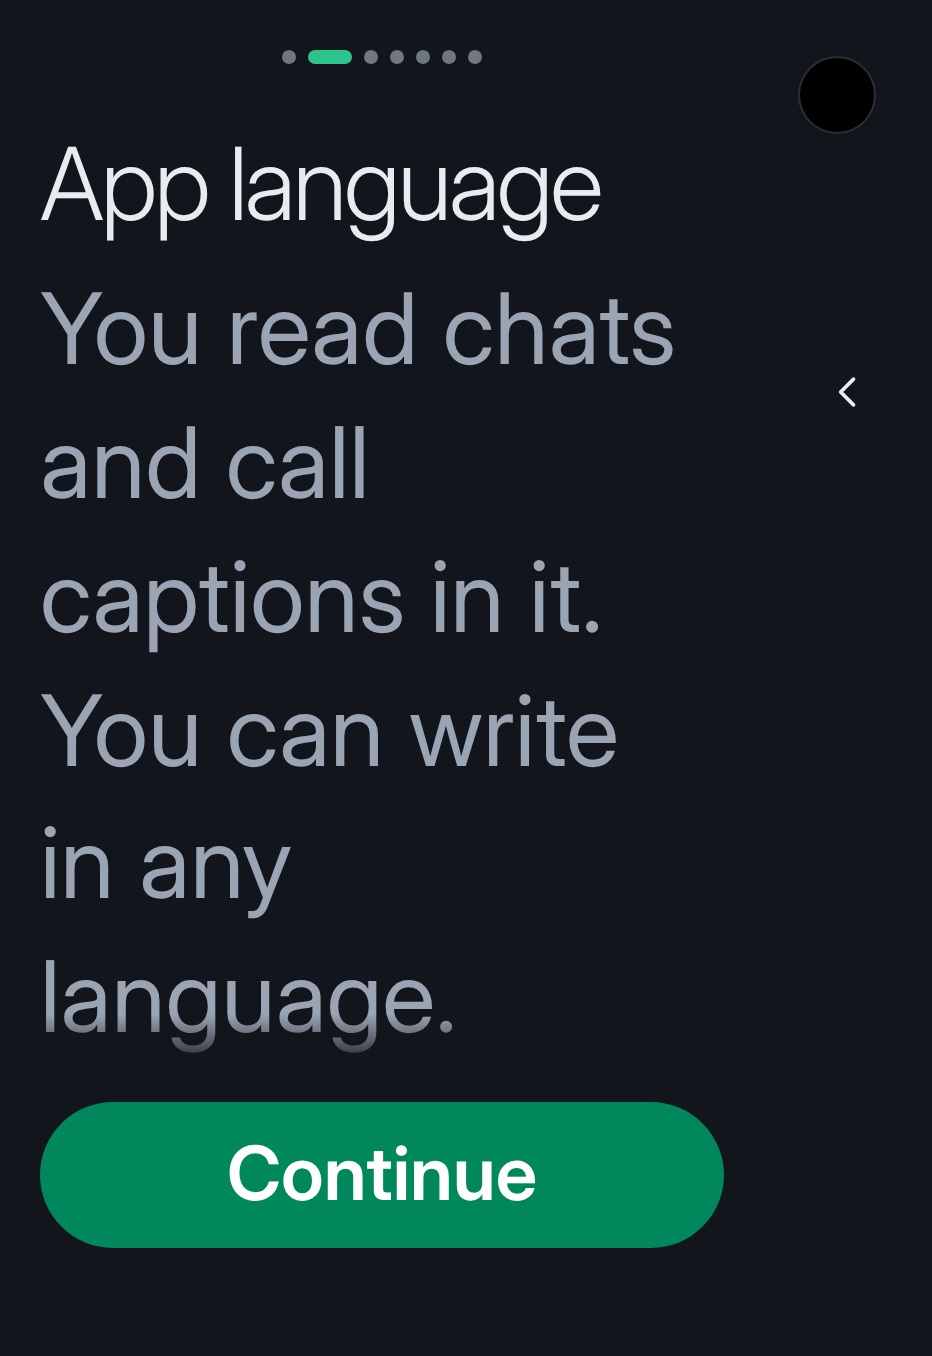 App language
You read chats
and call
captions in it.
You can write
in any
language.
Continue